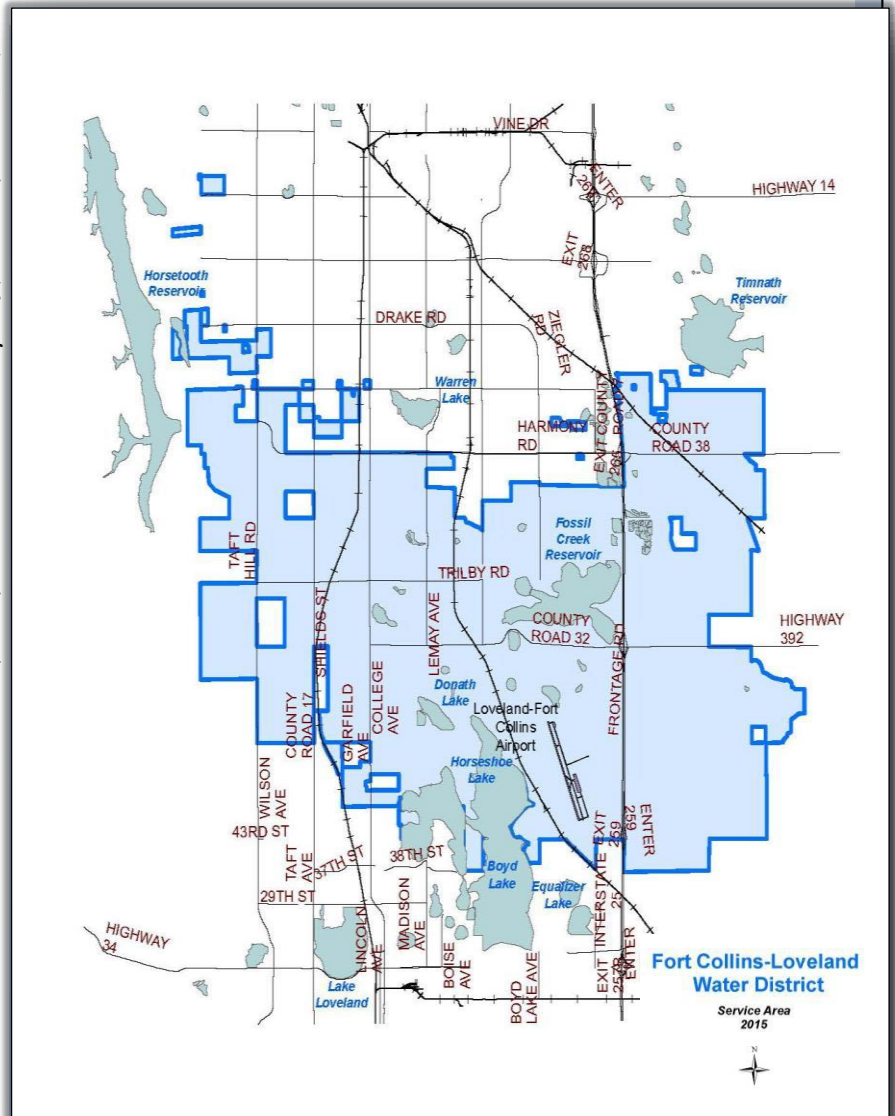 VINE DR
ENTER
268
HIGHWAY 14
EXIT
268
Horsetooth
Reservoir
Timnath
Reservoir
DRAKE RD
ZIEGLER
RD
Warren
Lake
HARMONY
RD
EXIT COUNTY
265 ROAD 7
COUNTY
ROAD 38
Fossil
Creek
Reservoir
TAFT
HILL RD
TRILBY RD
SHIELDS ST
LEMAY AVE
COUNTY
ROAD 32
HIGHWAY
392
FRONTAGE RD
COUNTY
ROAD 17
GARFIELD
AVE
COLLEGE
AVE
Donath
Lake
Loveland-Fort
Collins
Airport
Horseshoe
Lake
WILSON
AVE
43RD ST
EXIT
259
ENTER
259
TAFT
AVE
37TH ST
38TH ST
29TH ST
Boyd
Lake
Equalizer
Lake
INTERSTATE
25
HIGHWAY
34
LINCOLN
AVE
MADISON
AVE
BOISE
AVE
BOYD
LAKE AVE
EXIT
ENTER
Lake
Loveland
Fort Collins-Loveland
Water District
Service Area
2015
N